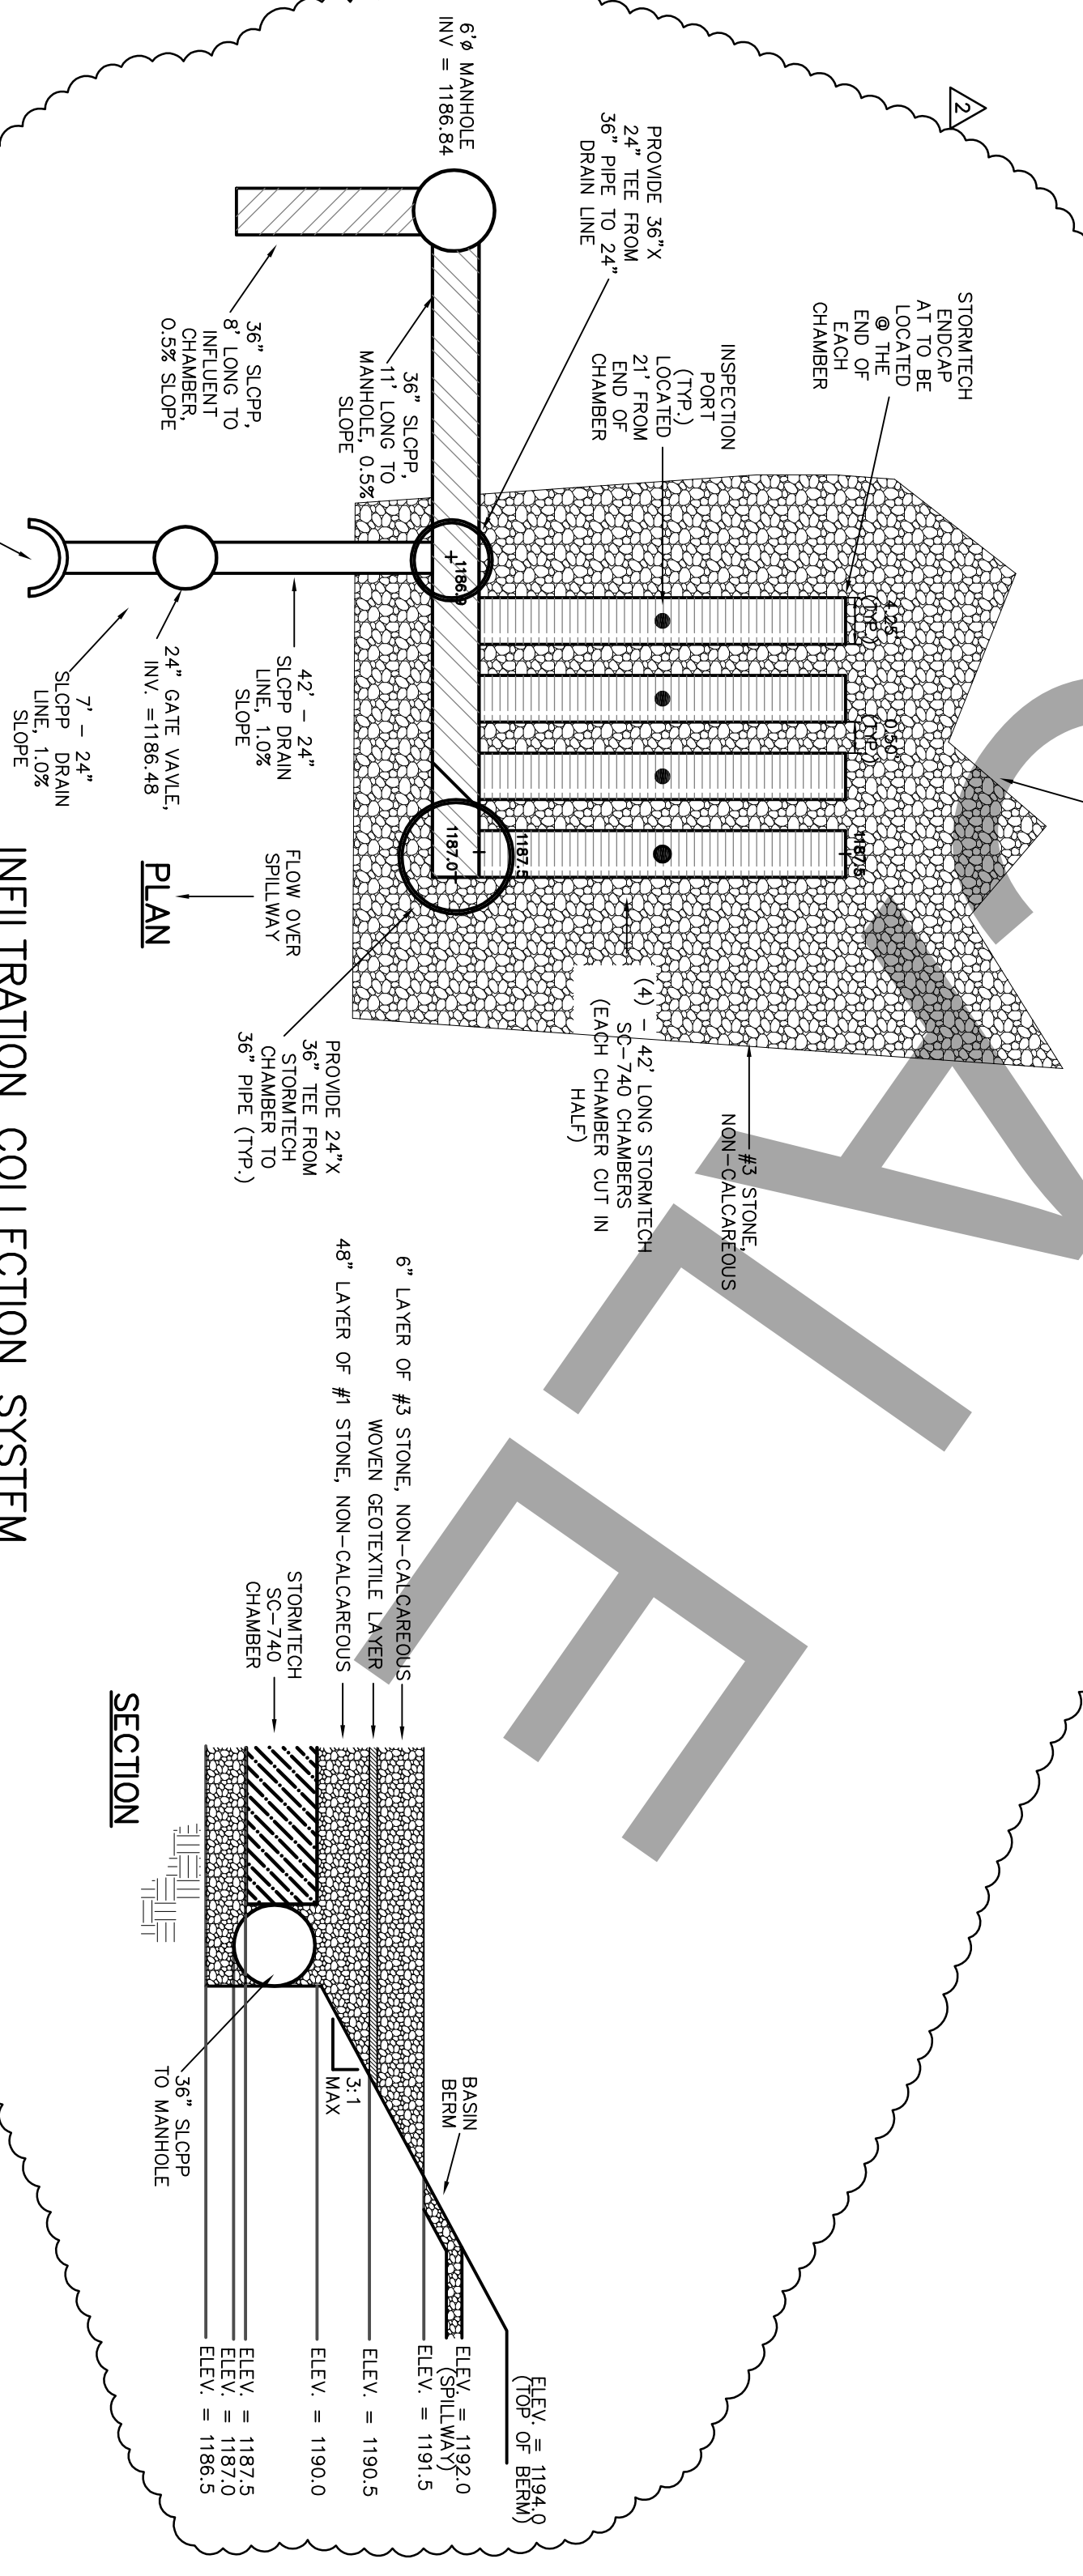 2
6'ø MANHOLE
INV = 1186.84
PROVIDE 36"X
24" TEE FROM
36" PIPE TO 24"
DRAIN LINE
STORMTECH
ENDCAP
AT TO BE
LOCATED
@ THE
END OF
EACH
CHAMBER
INSPECTION
PORT
(TYP.)
LOCATED
21' FROM
END OF
CHAMBER
36" SLCPP,
11' LONG TO
MANHOLE, 0.5%
SLOPE
36" SLCPP,
8' LONG TO
INFLUENT
CHAMBER,
0.5% SLOPE
4.25
(TYP.)
0.50
(TYP.)
1186.9
1187.5
1187.5
1187.0
42' - 24"
SLCPP DRAIN
LINE, 1.0%
SLOPE
24" GATE VAVLE,
INV. =1186.48
7' - 24"
SLCPP DRAIN
LINE, 1.0%
SLOPE
FLOW OVER
SPILLWAY
PLAN
(4) - 42' LONG STORMTECH
SC-740 CHAMBERS
(EACH CHAMBER CUT IN
HALF)
#3 STONE,
NON-CALCAREOUS
PROVIDE 24"X
36" TEE FROM
STORMTECH
CHAMBER TO
36" PIPE (TYP.)
6" LAYER OF #3 STONE, NON-CALCAREOUS
WOVEN GEOTEXTILE LAYER
48" LAYER OF #1 STONE, NON-CALCAREOUS
STORMTECH
SC-740
CHAMBER
SECTION
BASIN
BERM
3:1
MAX
36" SLCPP
TO MANHOLE
ELEV. = 1194.0
(TOP OF BERM)
ELEV. = 1192.0
(SPILLWAY)
ELEV. = 1191.5
ELEV. = 1190.5
ELEV. = 1190.0
ELEV. = 1187.5
ELEV. = 1187.0
ELEV. = 1186.5
INFILTRATION COLLECTION SYSTEM